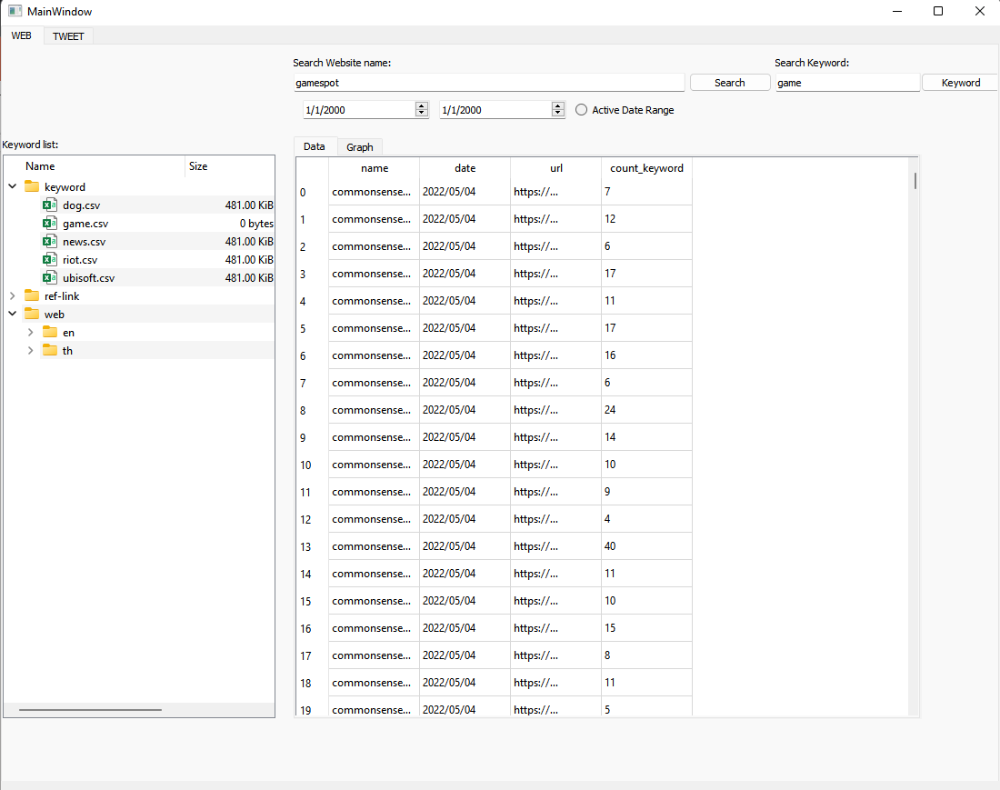 MainWindow
WEB TWEET
Search Website name: Search Keyword:
gamespot Search game Keyword
1/1/2000 1/1/2000 Active Date Range
Keyword list:
Data Graph
Name Size
keyword
dog.csv 481.00 KiB
game.csv 0 bytes
news.csv 481.00 KiB
riot.csv 481.00 KiB
ubisoft.csv 481.00 KiB
ref-link
web
en
th
name date url count_keyword
0 commonsense... 2022/05/04 https://... 7
1 commonsense... 2022/05/04 https://... 12
2 commonsense... 2022/05/04 https://... 6
3 commonsense... 2022/05/04 https://... 17
4 commonsense... 2022/05/04 https://... 11
5 commonsense... 2022/05/04 https://... 17
6 commonsense... 2022/05/04 https://... 16
7 commonsense... 2022/05/04 https://... 6
8 commonsense... 2022/05/04 https://... 24
9 commonsense... 2022/05/04 https://... 14
10 commonsense... 2022/05/04 https://... 10
11 commonsense... 2022/05/04 https://... 9
12 commonsense... 2022/05/04 https://... 4
13 commonsense... 2022/05/04 https://... 40
14 commonsense... 2022/05/04 https://... 11
15 commonsense... 2022/05/04 https://... 10
16 commonsense... 2022/05/04 https://... 15
17 commonsense... 2022/05/04 https://... 8
18 commonsense... 2022/05/04 https://... 11
19 commonsense... 2022/05/04 https://... 5